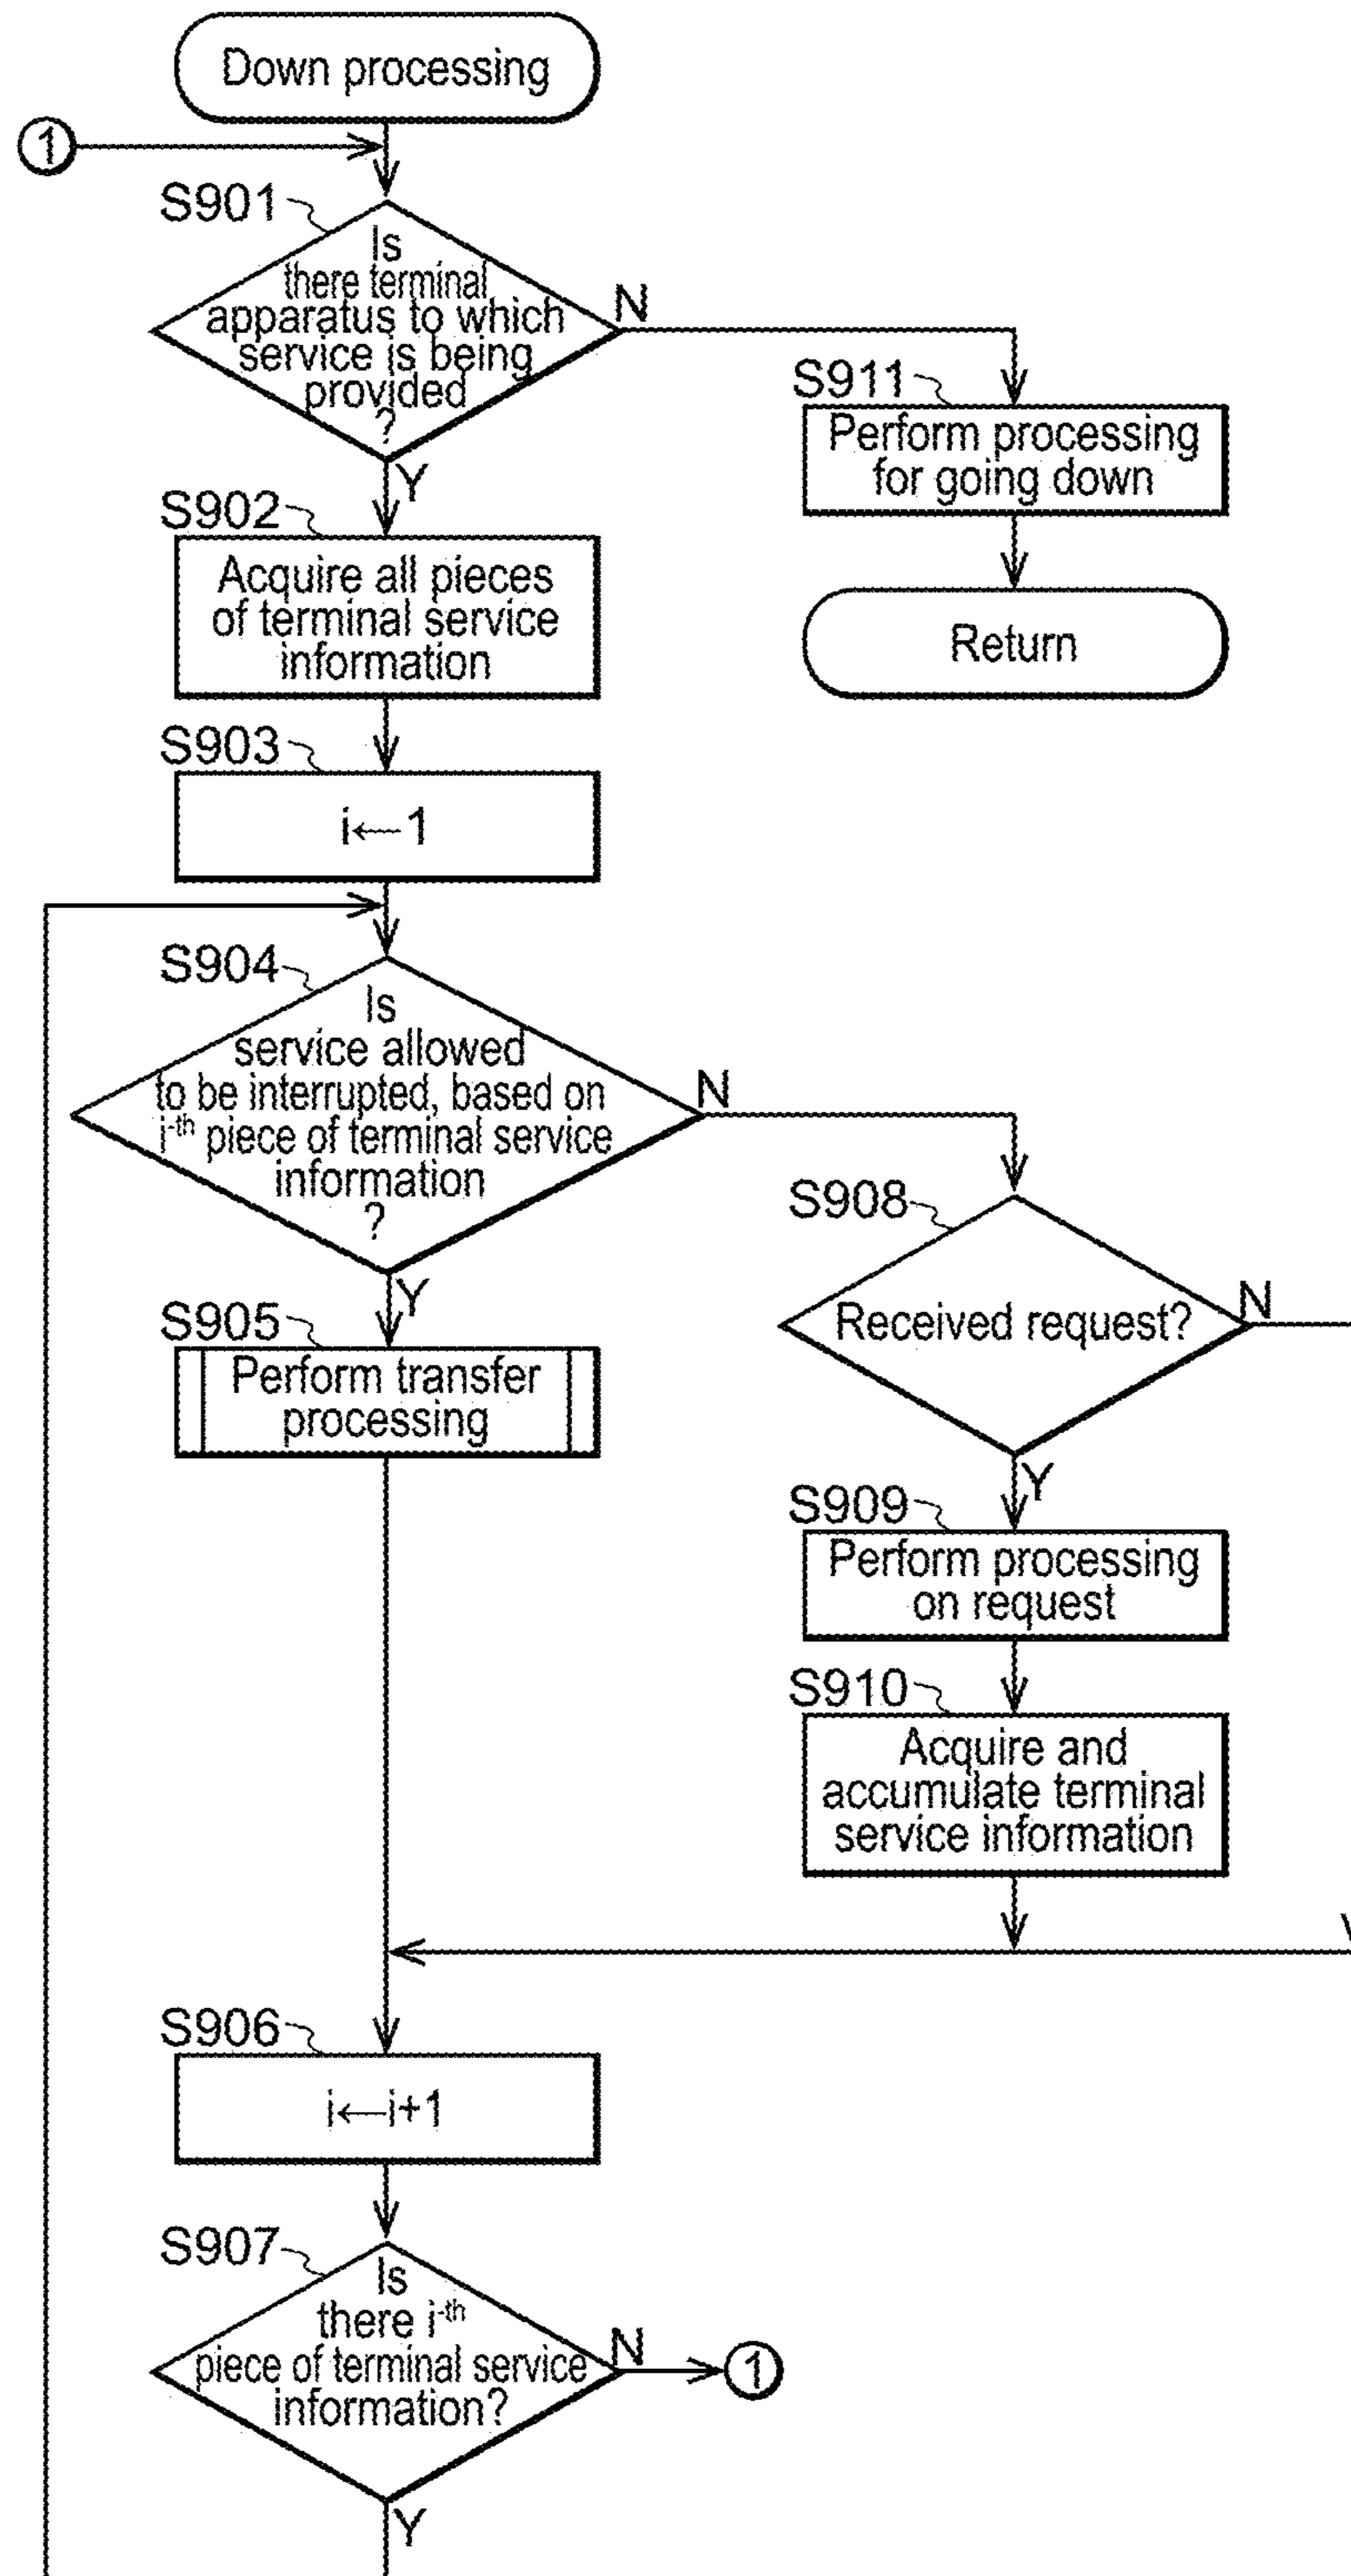 Down processing
1
S901
Is
there terminal
apparatus to which
service is being
provided
?
N
Y
S911
Perform processing
for going down
Return
S902
Acquire all pieces
of terminal service
information
S903
i←1
S904
Is
service allowed
to be interrupted, based on
i-th piece of terminal service
information
?
N
Y
S908
Received request?
N
Y
S905
Perform transfer
processing
S909
Perform processing
on request
S910
Acquire and
accumulate terminal
service information
S906
i←i+1
S907
Is
there i-th
piece of terminal service
information?
N
1
Y